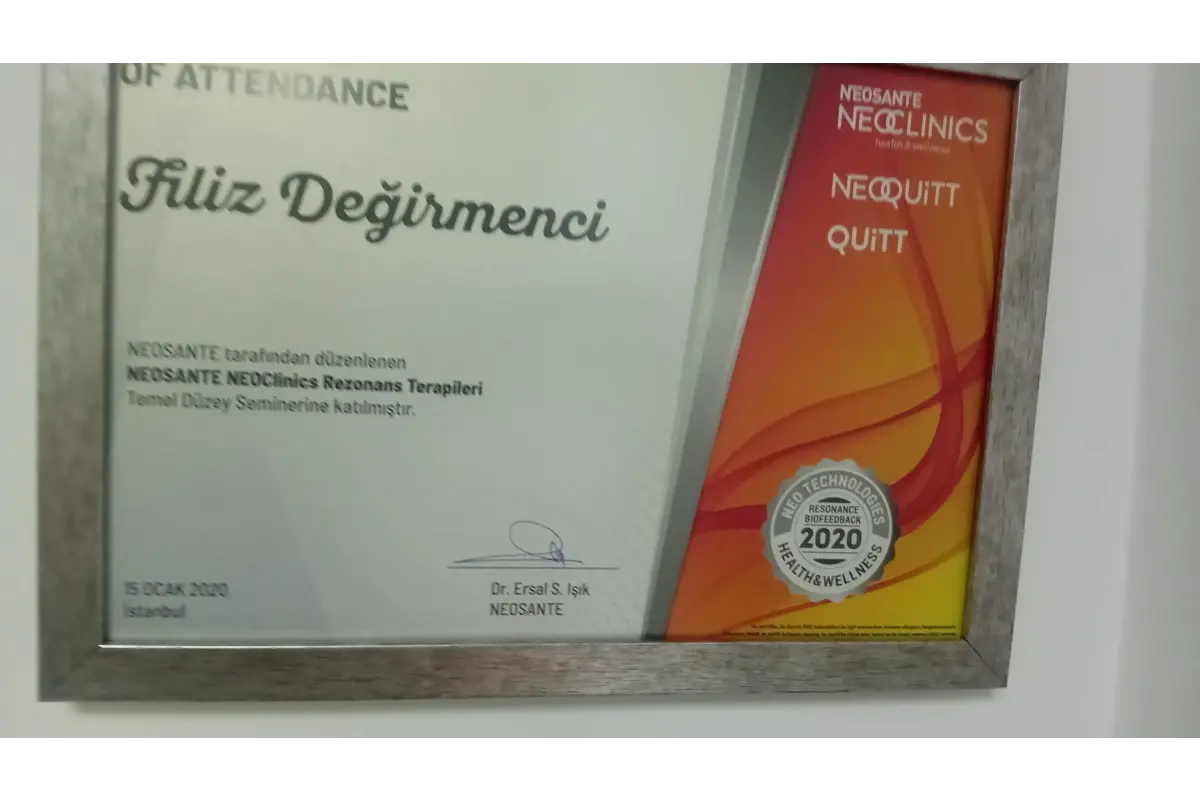 OF ATTENDANCE
Filiz Değirmenci
NEOSANTE tarafından düzenlenen
NEOSANTE NEOClinics Rezonans Terapileri
Temel Düzey Seminerine katılmıştır.
15 OCAK 2020
İstanbul
Dr. Ersal S. Işık
NEOSANTE
NEOSANTE
NEOCLINICS
health & wellness
NEOQUiTT
QUiTT
NEO TECHNOLOGIES
RESONANCE
BIOFEEDBACK
2020
HEALTH&WELLNESS